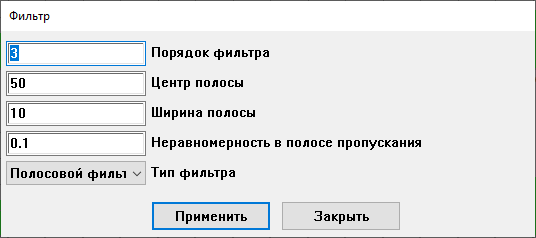 Фильтр
3 Порядок фильтра
50 Центр полосы
10 Ширина полосы
0.1 Неравномерность в полосе пропускания
Полосовой Тип фильтра
Применить Закрыть